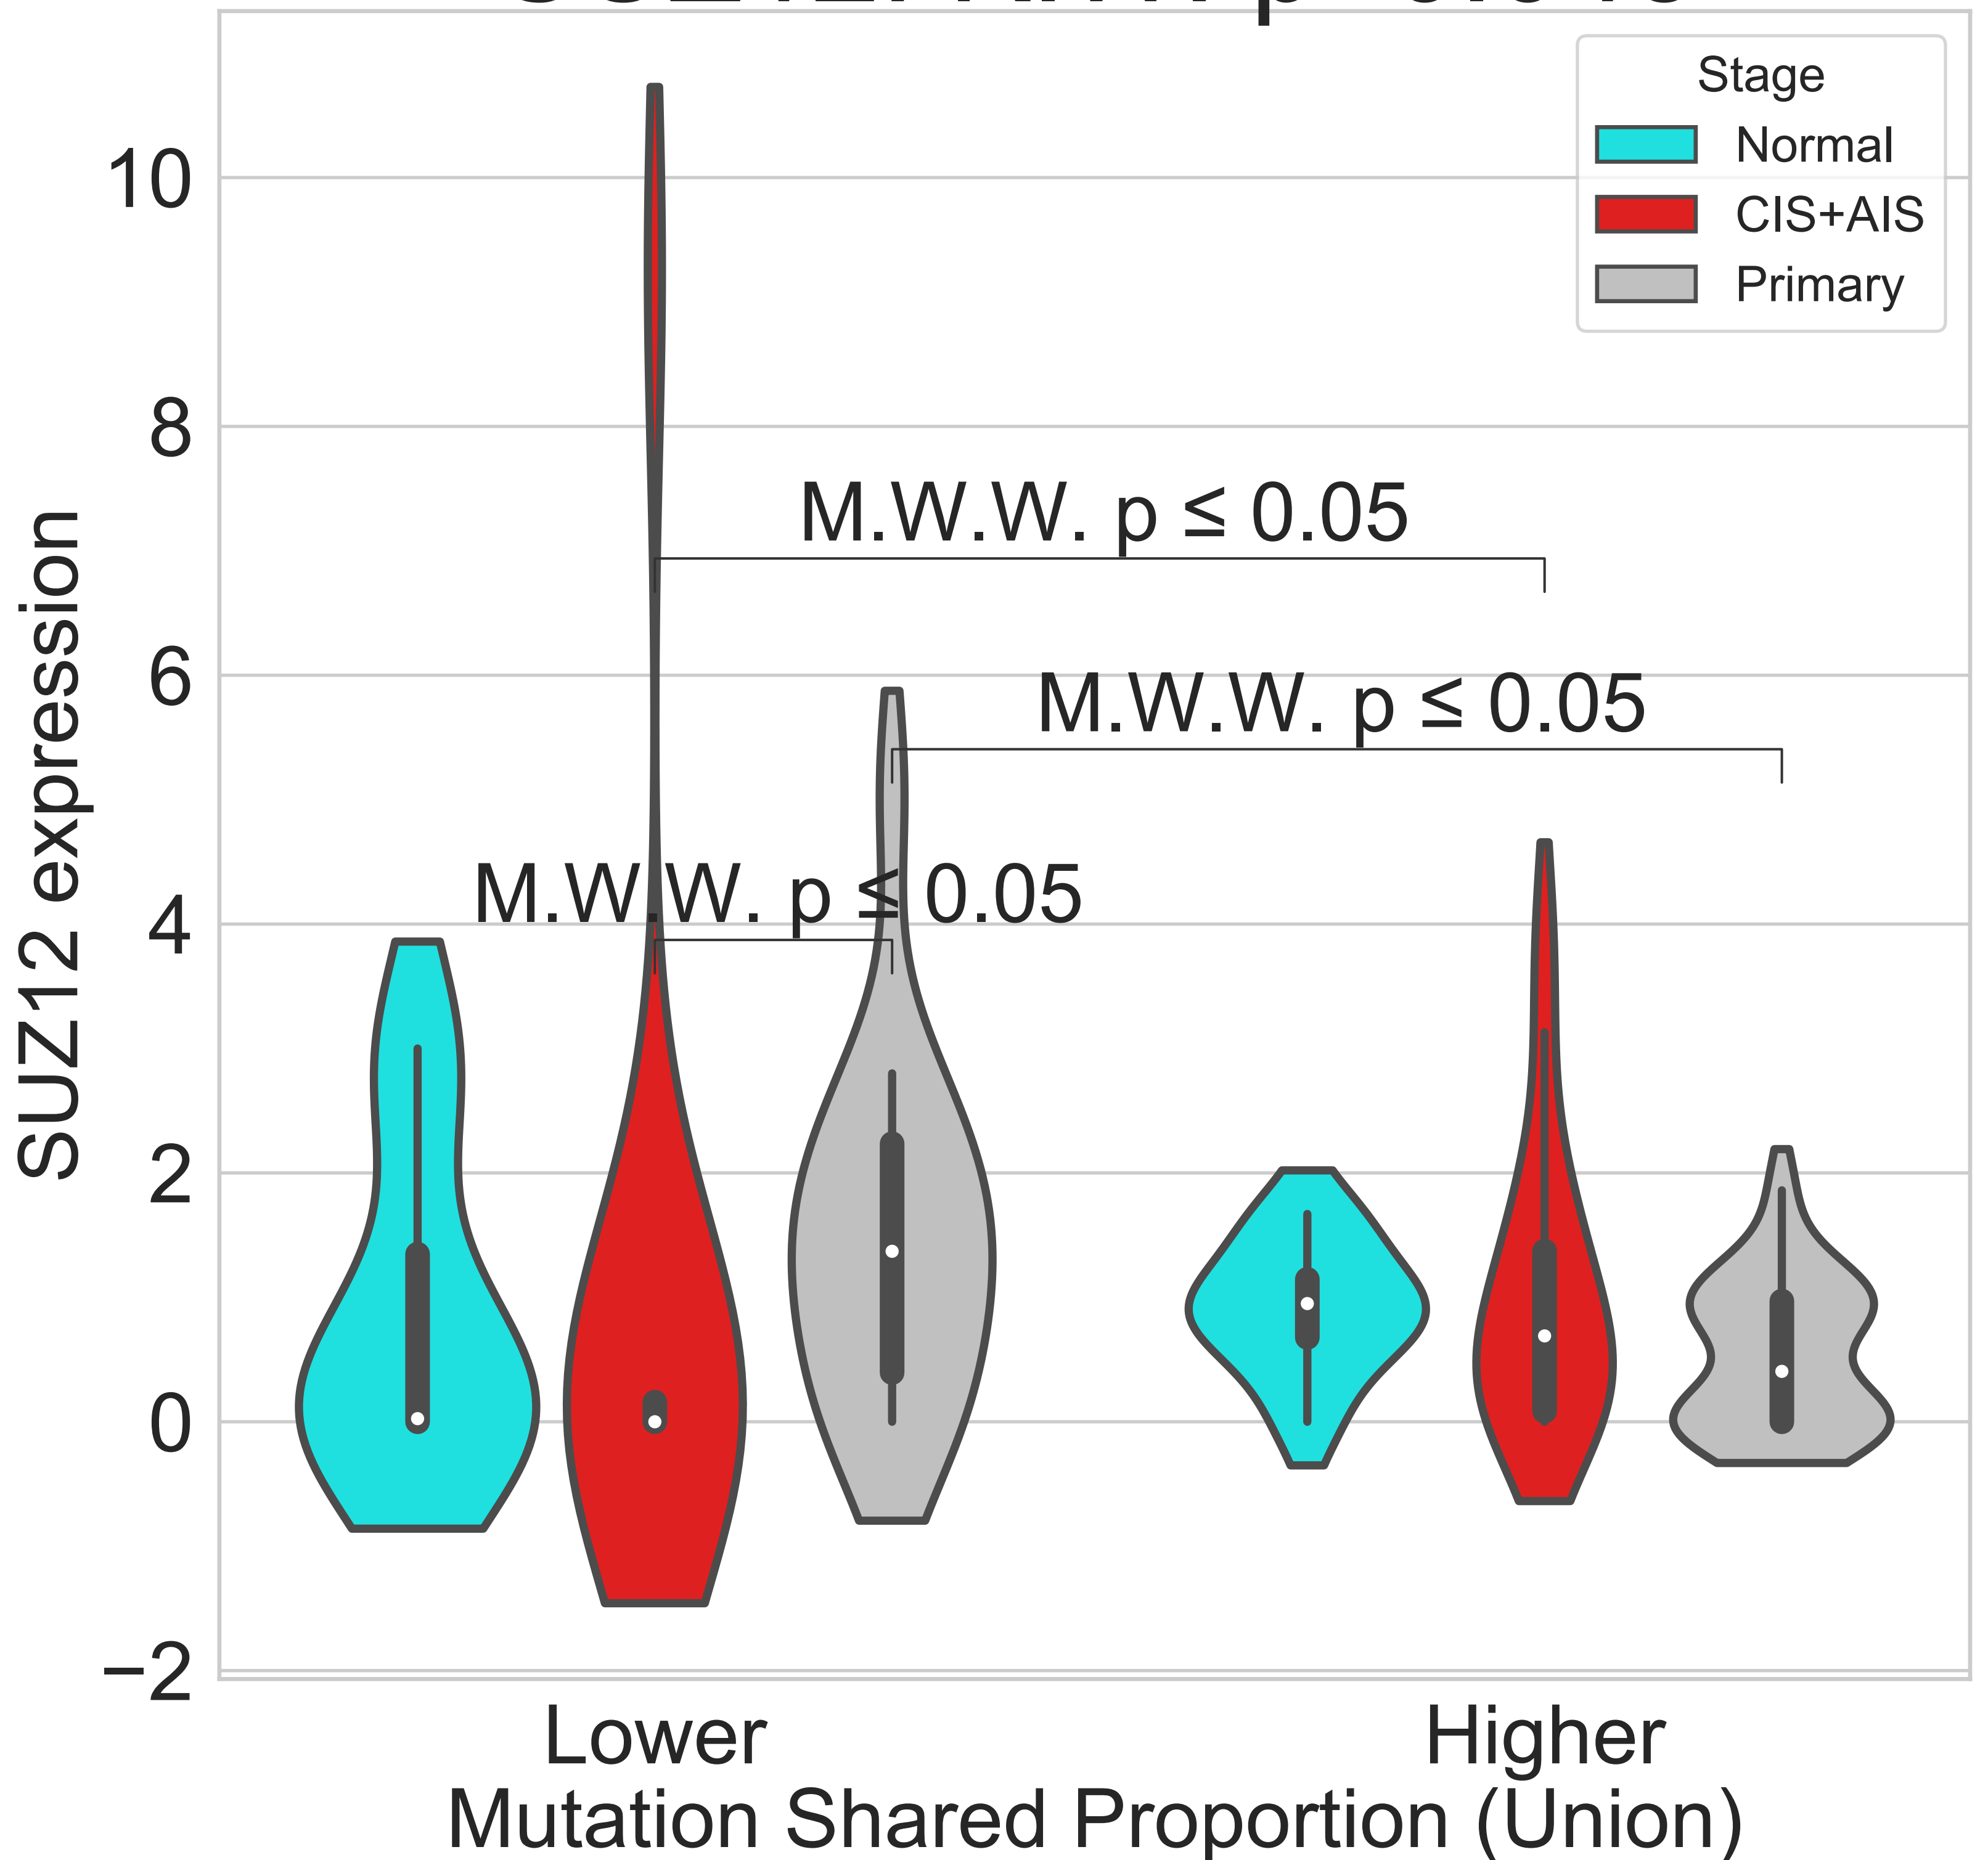 Stage
Normal
CIS+AIS
Primary
10
8
6
4
2
0
−2
SUZ12 expression
M.W.W. p ≤ 0.05
M.W.W. p ≤ 0.05
M.W.W. p ≤ 0.05
Lower
Higher
Mutation Shared Proportion (Union)